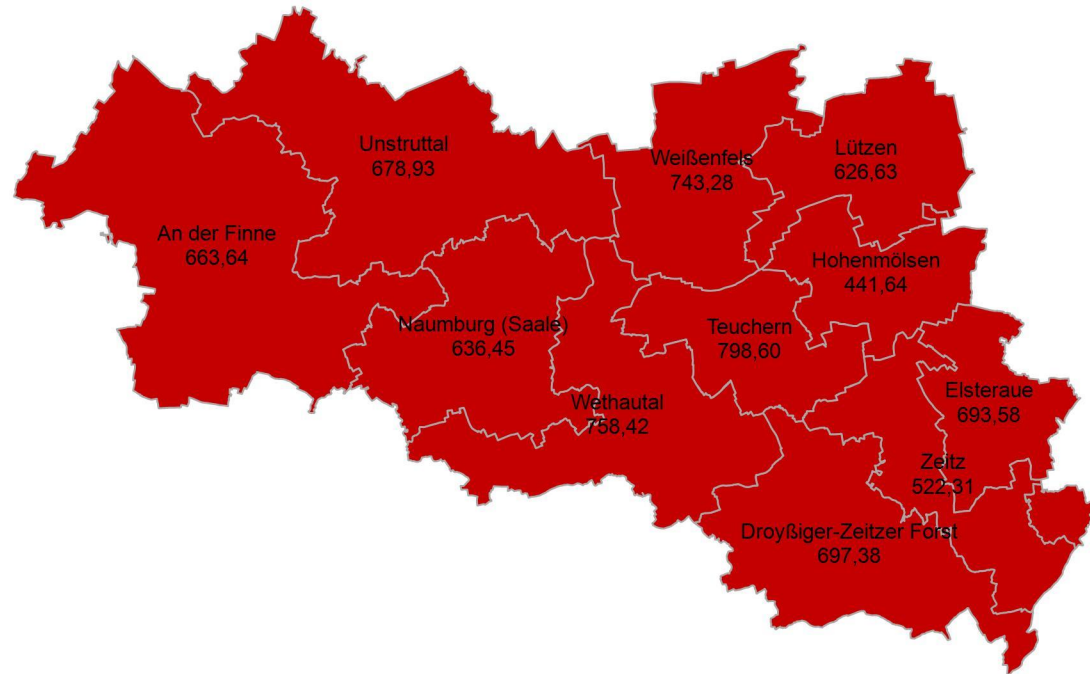 Unstruttal
678,93
Weißenfels
743,28
Lützen
626,63
An der Finne
663,64
Hohenmölsen
441,64
Naumburg (Saale)
636,45
Teuchern
798,60
Elsteraue
693,58
Wethautal
758,42
Zeitz
522,31
Droyßiger-Zeitzer Forst
697,38